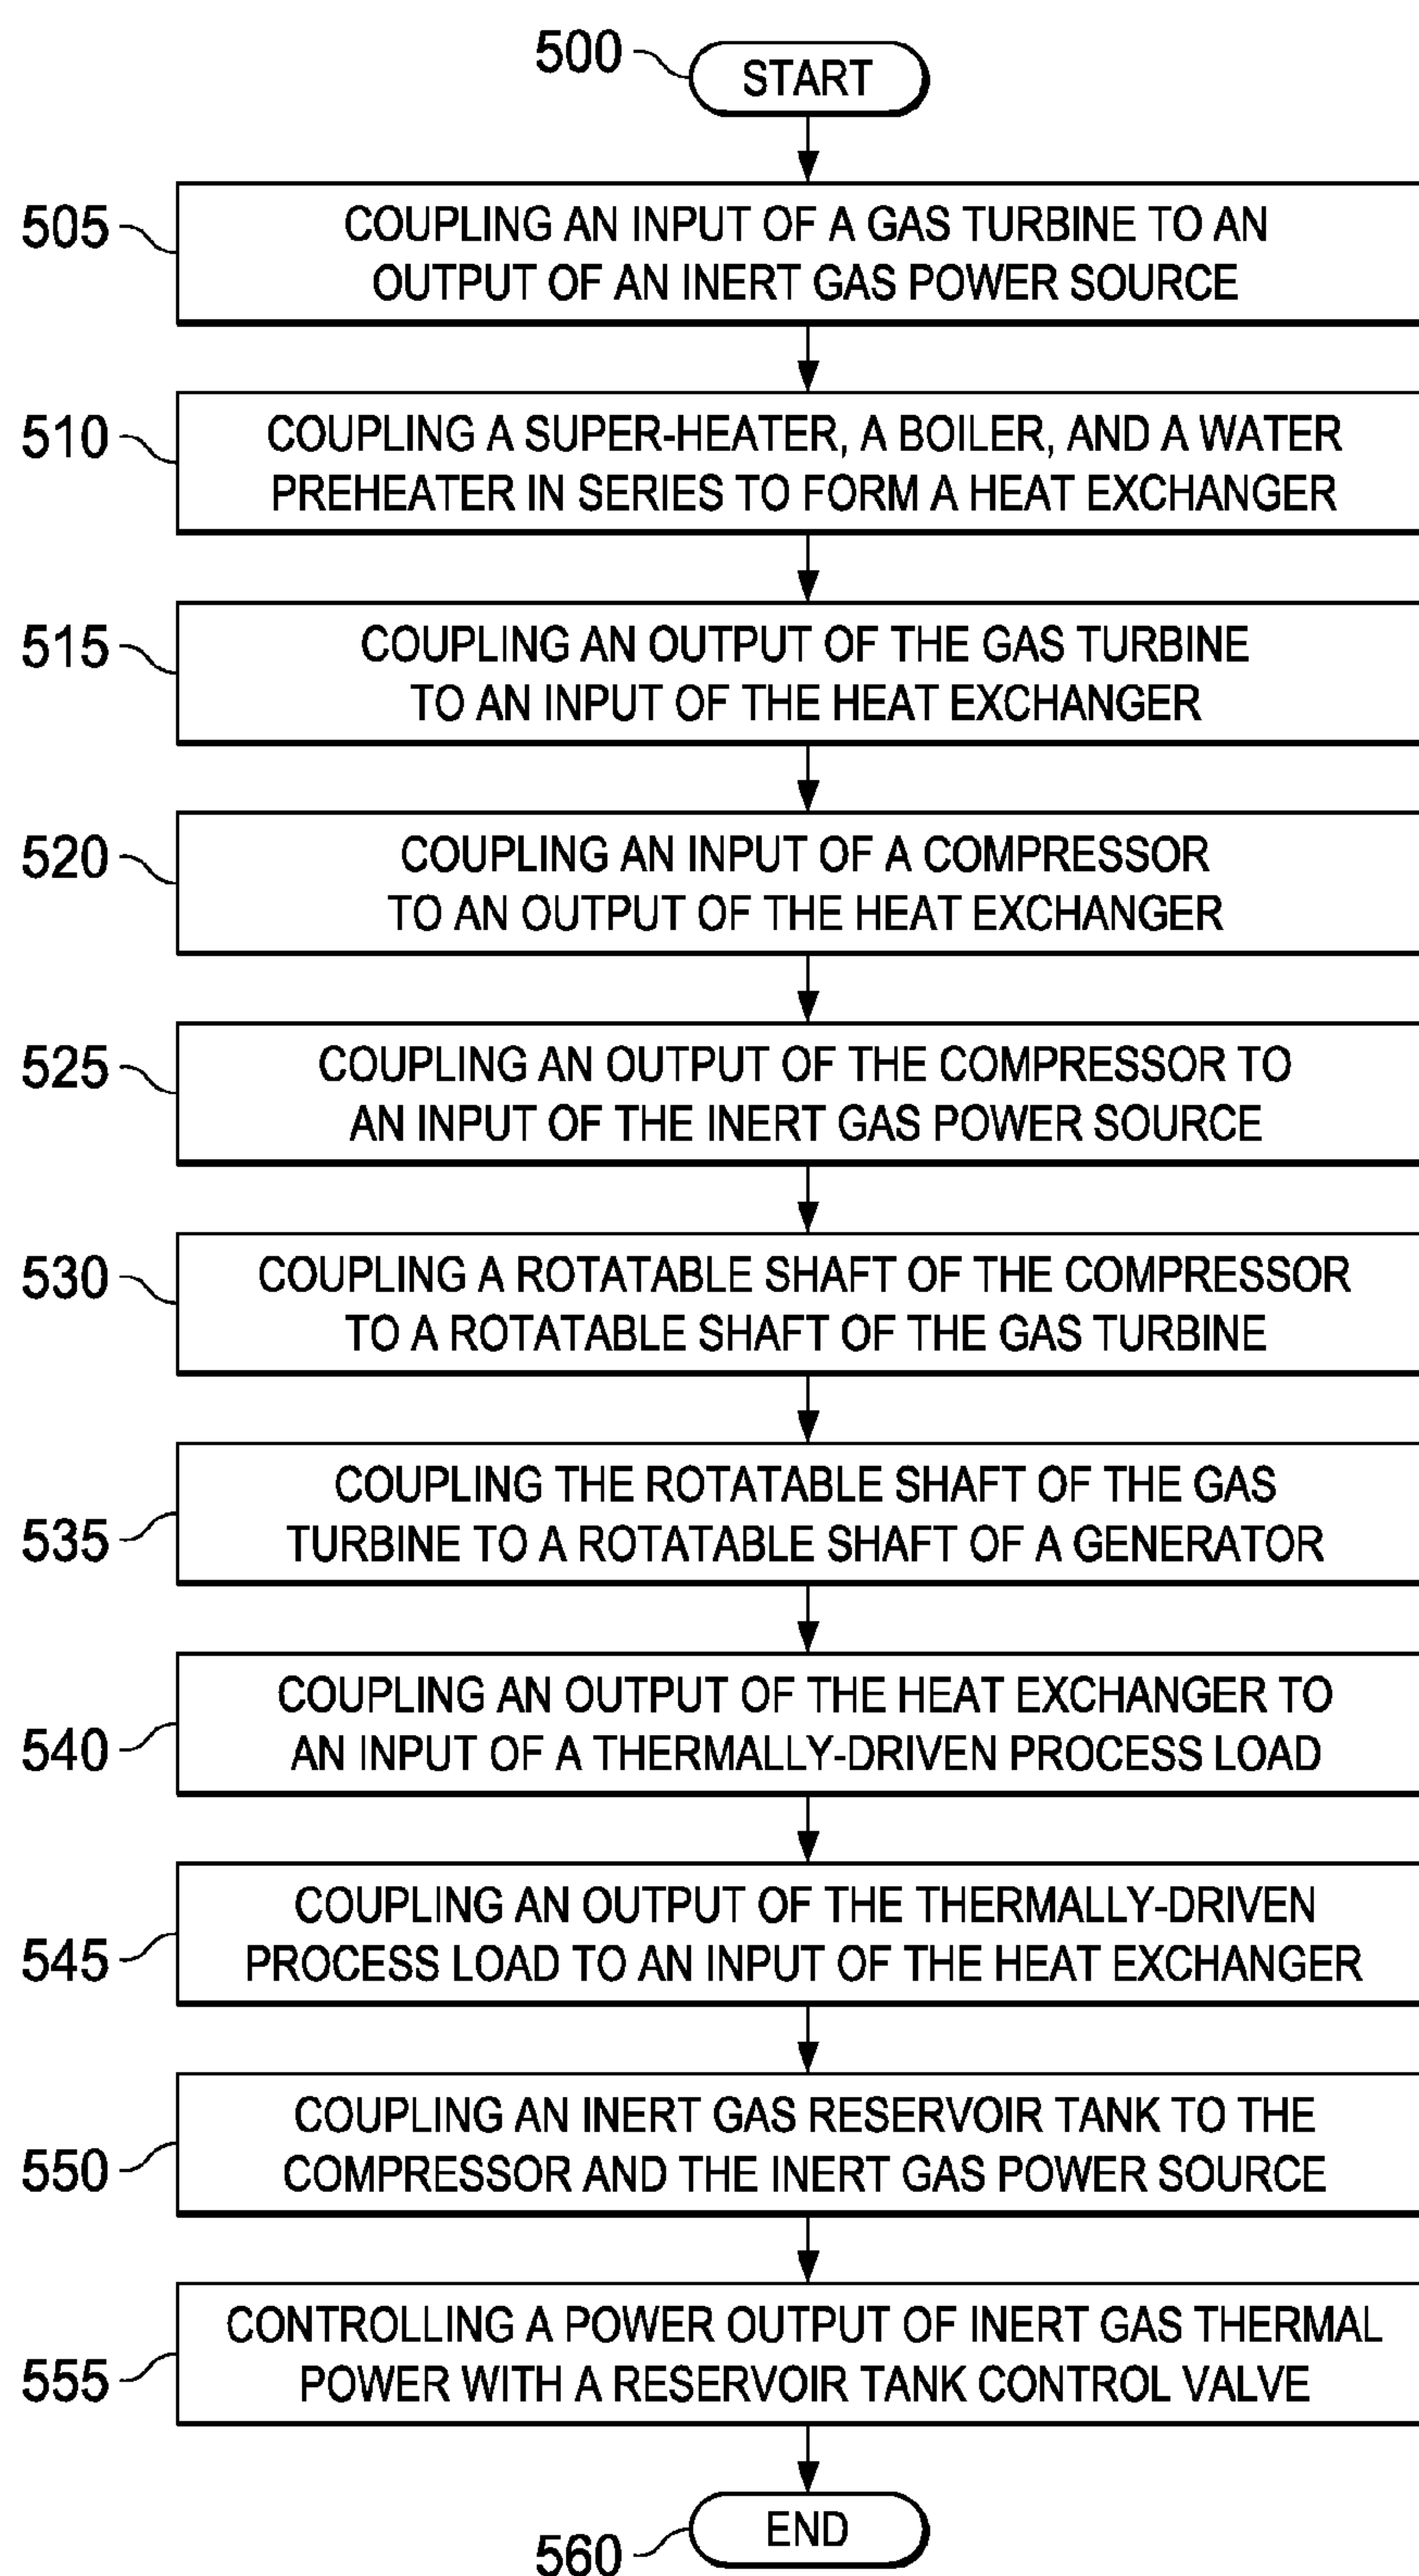 500
START
505
COUPLING AN INPUT OF A GAS TURBINE TO AN
OUTPUT OF AN INERT GAS POWER SOURCE
510
COUPLING A SUPER-HEATER, A BOILER, AND A WATER
PREHEATER IN SERIES TO FORM A HEAT EXCHANGER
515
COUPLING AN OUTPUT OF THE GAS TURBINE
TO AN INPUT OF THE HEAT EXCHANGER
520
COUPLING AN INPUT OF A COMPRESSOR
TO AN OUTPUT OF THE HEAT EXCHANGER
525
COUPLING AN OUTPUT OF THE COMPRESSOR TO
AN INPUT OF THE INERT GAS POWER SOURCE
530
COUPLING A ROTATABLE SHAFT OF THE COMPRESSOR
TO A ROTATABLE SHAFT OF THE GAS TURBINE
535
COUPLING THE ROTATABLE SHAFT OF THE GAS
TURBINE TO A ROTATABLE SHAFT OF A GENERATOR
540
COUPLING AN OUTPUT OF THE HEAT EXCHANGER TO
AN INPUT OF A THERMALLY-DRIVEN PROCESS LOAD
545
COUPLING AN OUTPUT OF THE THERMALLY-DRIVEN
PROCESS LOAD TO AN INPUT OF THE HEAT EXCHANGER
550
COUPLING AN INERT GAS RESERVOIR TANK TO THE
COMPRESSOR AND THE INERT GAS POWER SOURCE
555
CONTROLLING A POWER OUTPUT OF INERT GAS THERMAL
POWER WITH A RESERVOIR TANK CONTROL VALVE
560
END